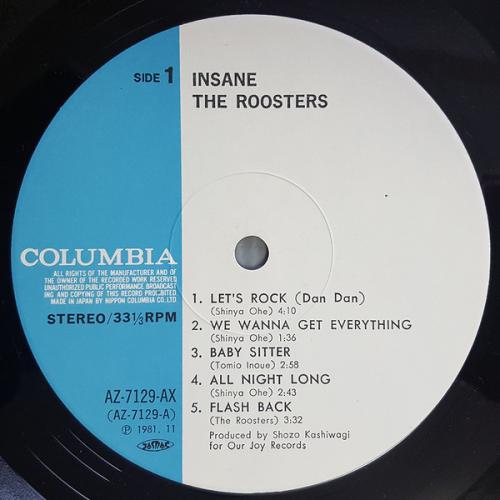 SIDE 1
INSANE
THE ROOSTERS
COLUMBIA
ALL RIGHTS OF THE MANUFACTURER AND OF
THE OWNER OF THE RECORDED WORK RESERVED
UNAUTHORIZED PUBLIC PERFORMANCE BROADCAST
ING AND COPYING OF THIS RECORD PROHIBITED
MADE IN JAPAN BY NIPPON COLUMBIA CO. LTD.
STEREO/33⅓RPM
AZ-7129-AX
(AZ-7129-A)
Ⓟ 1981. 11
JASRAC
1. LET'S ROCK (Dan Dan)
(Shinya Ohe) 4:10
2. WE WANNA GET EVERYTHING
(Shinya Ohe) 1:36
3. BABY SITTER
(Tomio Inoue) 2:58
4. ALL NIGHT LONG
(Shinya Ohe) 2:43
5. FLASH BACK
(The Roosters) 3:32
Produced by Shozo Kashiwagi
for Our Joy Records